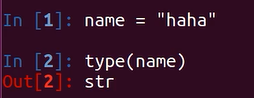 In [1]: name = "haha"
In [2]: type(name)
Out[2]: str